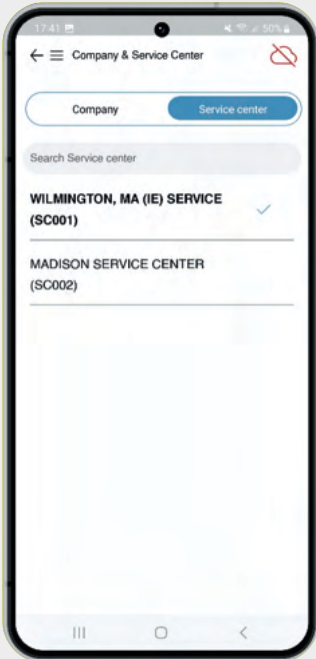 17:41 50%
Company & Service Center
Company Service center
Search Service center
WILMINGTON, MA (IE) SERVICE
(SC001)
MADISON SERVICE CENTER
(SC002)